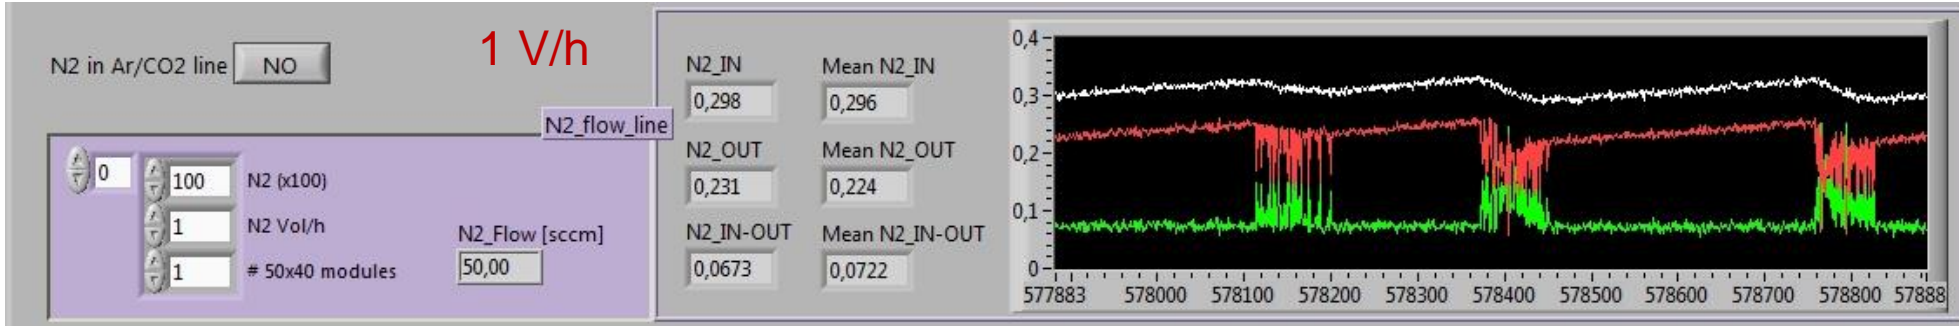 1 V/h
N2 in Ar/CO2 line NO
N2_flow_line
0
100 N2 (x100)
1 N2 Vol/h
1 # 50x40 modules
N2_Flow [sccm]
50,00
N2_IN Mean N2_IN
0,298 0,296
N2_OUT Mean N2_OUT
0,231 0,224
N2_IN-OUT Mean N2_IN-OUT
0,0673 0,0722
0,4
0,3
0,2
0,1
0
577883 578000 578100 578200 578300 578400 578500 578600 578700 578800 57888